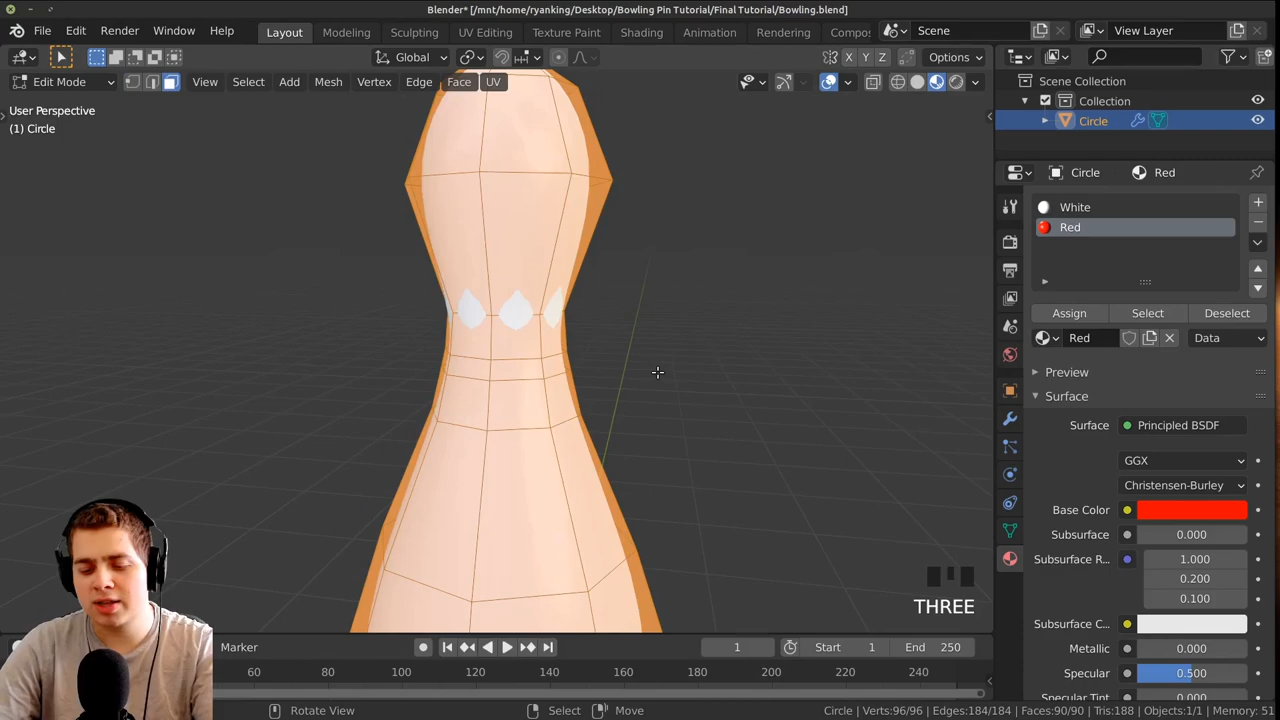 Blender* [/mnt/home/ryanking/Desktop/Bowling Pin Tutorial/Final Tutorial/Bowling.blend]
File Edit Render Window Help Layout Modeling Sculpting UV Editing Texture Paint Shading Animation Rendering Compos Scene View Layer
Global X Y Z Options
Edit Mode View Select Add Mesh Vertex Edge Face UV
User Perspective
(1) Circle
Scene Collection
Collection
Circle
Circle Red
White
Red
Assign Select Deselect
Red Data
Preview
Surface
Surface Principled BSDF
GGX
Christensen-Burley
Base Color
Subsurface 0.000
Subsurface R... 1.000
0.200
0.100
Subsurface C...
Metallic 0.000
Specular 0.500
Specular Tint 0.000
THREE
Marker 1 Start 1 End 250
60 80 100 120 140 160 180 200 220 240
Rotate View Select Move Circle | Verts:96/96 | Edges:184/184 | Faces:90/90 | Tris:188 | Objects:1/1 | Memory: 51